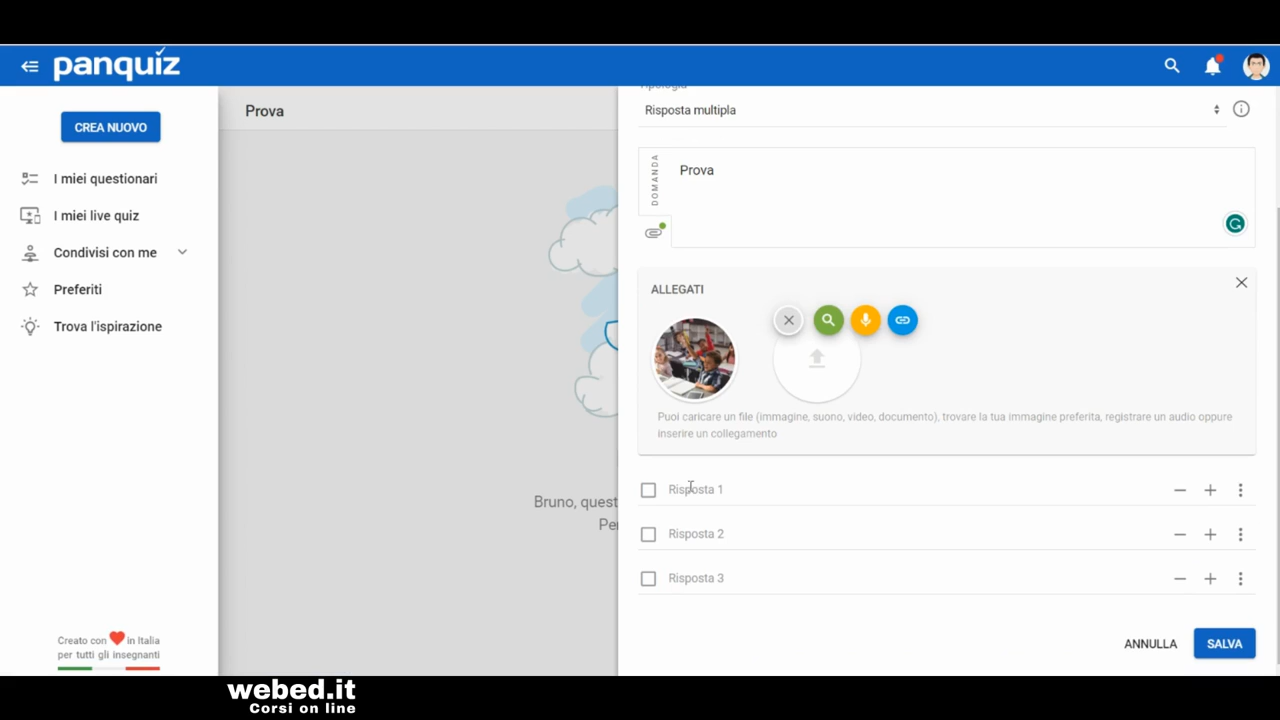 panquiz
CREA NUOVO
I miei questionari
I miei live quiz
Condivisi con me
Preferiti
Trova l'ispirazione
Creato con in Italia
per tutti gli insegnanti
Prova
Bruno, quest
Tipologia
Risposta multipla
DOMANDA
Prova
ALLEGATI
Puoi caricare un file (immagine, suono, video, documento), trovare la tua immagine preferita, registrare un audio oppure
inserire un collegamento
Risposta 1
Risposta 2
Risposta 3
ANNULLA
SALVA
webed.it
Corsi on line